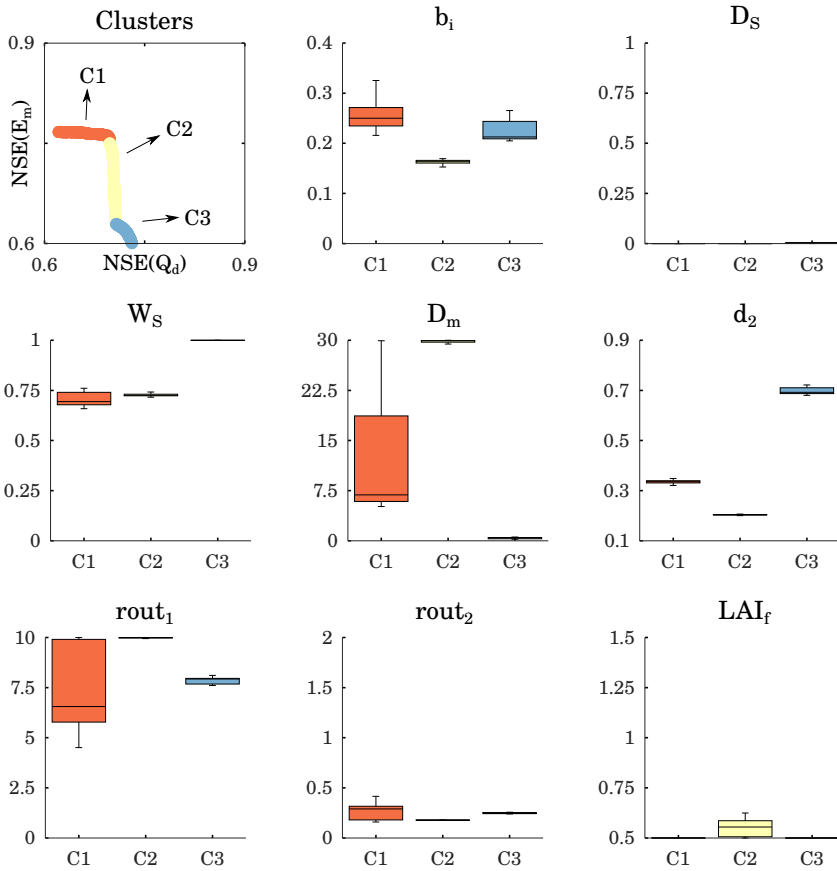 Clusters
0.9
NSE(E_m)
C1
C2
C3
0.6
0.6
NSE(Q_d)
0.9
b_i
0.4
0.3
0.2
0.1
0
C1 C2 C3
D_S
1
0.75
0.5
0.25
0
C1 C2 C3
W_S
1
0.75
0.5
0.25
0
C1 C2 C3
D_m
30
22.5
15
7.5
0
C1 C2 C3
d_2
0.9
0.7
0.5
0.3
0.1
C1 C2 C3
rout_1
10
7.5
5
2.5
0
C1 C2 C3
rout_2
2
1.5
1
0.5
0
C1 C2 C3
LAI_f
1.5
1.25
1
0.75
0.5
C1 C2 C3